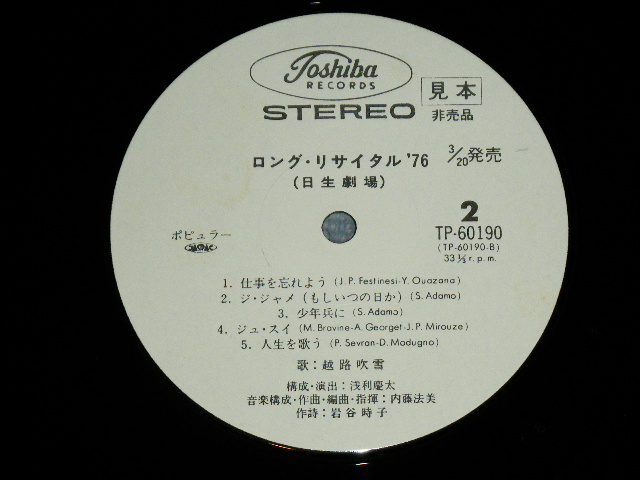 Toshiba
RECORDS
STEREO
見本
非売品
ロング・リサイタル '76
3/20発売
(日生劇場)
2
ポピュラー
TP-60190
(TP-60190-B)
33⅓ r.p.m.
1. 仕事を忘れよう (J.P. Festinesi-Y. Ouazana)
2. ジ・ジャメ (もしいつの日か) (S. Adamo)
3. 少年兵に (S. Adamo)
4. ジュ・スイ (M. Bravine-A. Georget-J.P. Mirouze)
5. 人生を歌う (P. Sevran-D. Madugno)
歌：越路吹雪
構成・演出：浅利慶太
音楽構成・作曲・編曲・指揮：内藤法美
作詩：岩谷時子